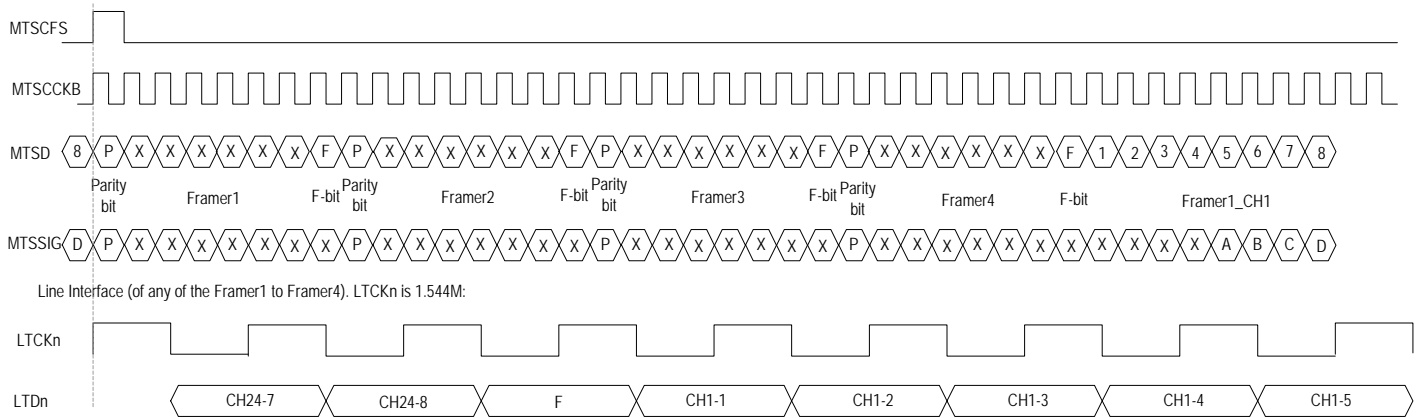 MTSCFS
MTSCCKB
MTSD 8 P X X X X X X F P X X X X X X F P X X X X X X F P X X X X X X F 1 2 3 4 5 6 7 8
Parity bit Framer1 F-bit Parity bit Framer2 F-bit Parity bit Framer3 F-bit Parity bit Framer4 F-bit Framer1_CH1
MTSSIG D P X X X X X X X P X X X X X X X P X X X X X X X P X X X X X X X X X X X A B C D
Line Interface (of any of the Framer1 to Framer4). LTCKn is 1.544M:
LTCKn
LTDn CH24-7 CH24-8 F CH1-1 CH1-2 CH1-3 CH1-4 CH1-5